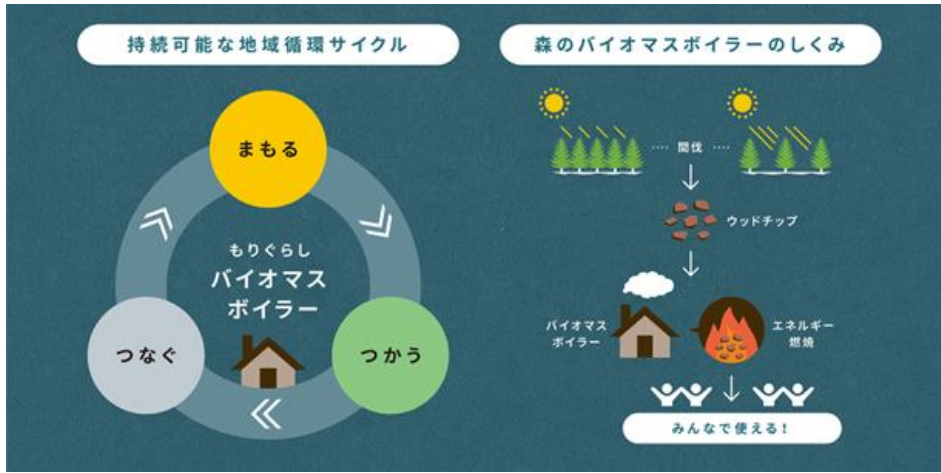 持続可能な地域循環サイクル
まもる
もりぐらし
バイオマス
ボイラー
つなぐ
つかう
森のバイオマスボイラーのしくみ
間伐
ウッドチップ
バイオマス
ボイラー
エネルギー
燃焼
みんなで使える!